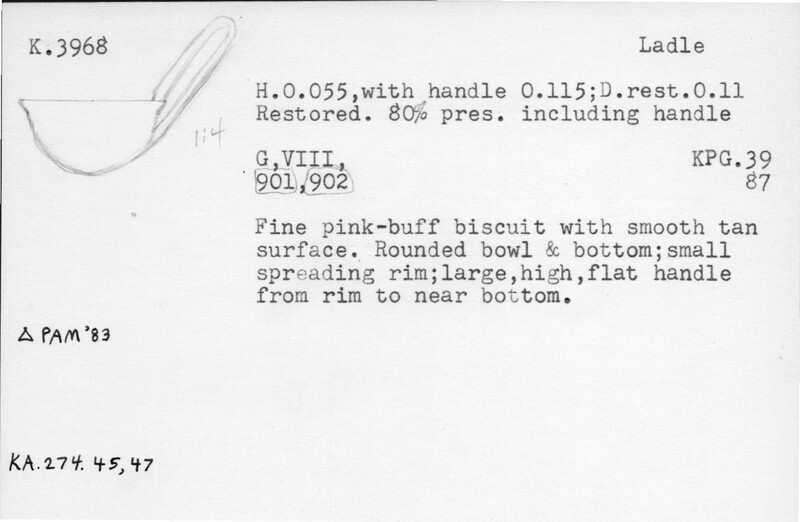 K.3968
Ladle
H.0.055,with handle 0.115;D.rest.0.11
Restored. 80% pres. including handle
1:4
G,VIII,
KPG.39
901,902
87
Fine pink-buff biscuit with smooth tan
surface. Rounded bowl & bottom;small
spreading rim;large,high,flat handle
from rim to near bottom.
Δ PAM'83
KA.274. 45,47